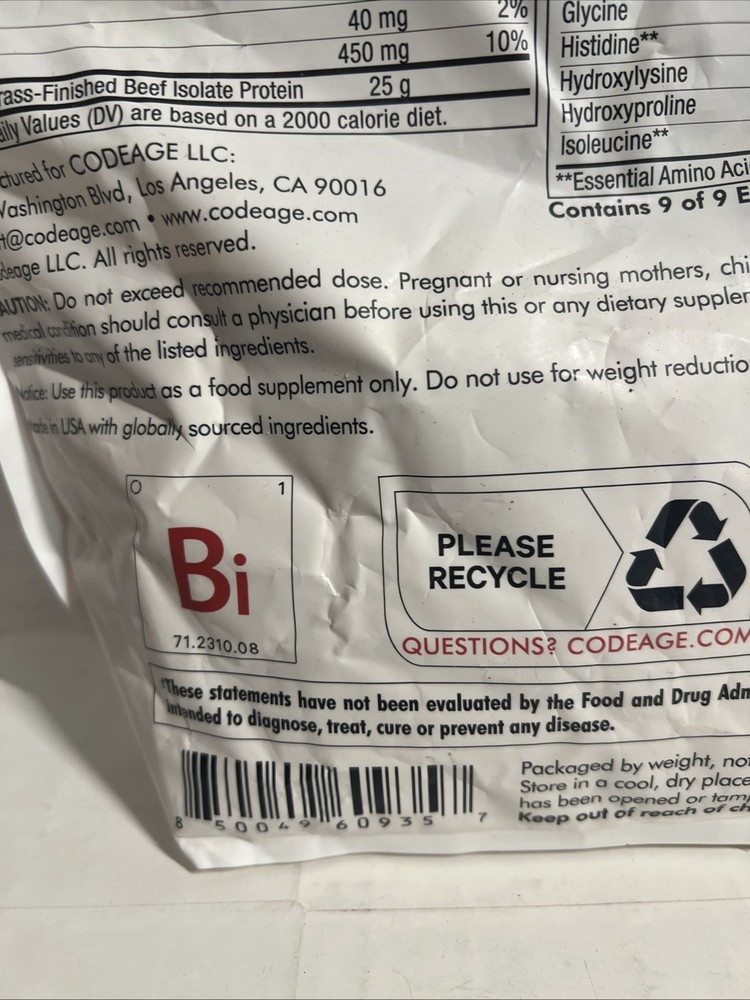 40 mg 2%
450 mg 10%
rass-Finished Beef Isolate Protein 25 g
aily Values (DV) are based on a 2000 calorie diet.
Glycine
Histidine**
Hydroxylysine
Hydroxyproline
Isoleucine**
**Essential Amino Aci
Contains 9 of 9 E
ctured for CODEAGE LLC:
Washington Blvd, Los Angeles, CA 90016
t@codeage.com • www.codeage.com
deage LLC. All rights reserved.
AUTION: Do not exceed recommended dose. Pregnant or nursing mothers, chi
medical condition should consult a physician before using this or any dietary supplem
sensitivities to any of the listed ingredients.
Notice: Use this product as a food supplement only. Do not use for weight reductio
ade in USA with globally sourced ingredients.
O 1
Bi
71.2310.08
PLEASE
RECYCLE
QUESTIONS? CODEAGE.COM
†These statements have not been evaluated by the Food and Drug Adm
intended to diagnose, treat, cure or prevent any disease.
8 50049 60935 7
Packaged by weight, not
Store in a cool, dry place
has been opened or tamp
Keep out of reach of ch